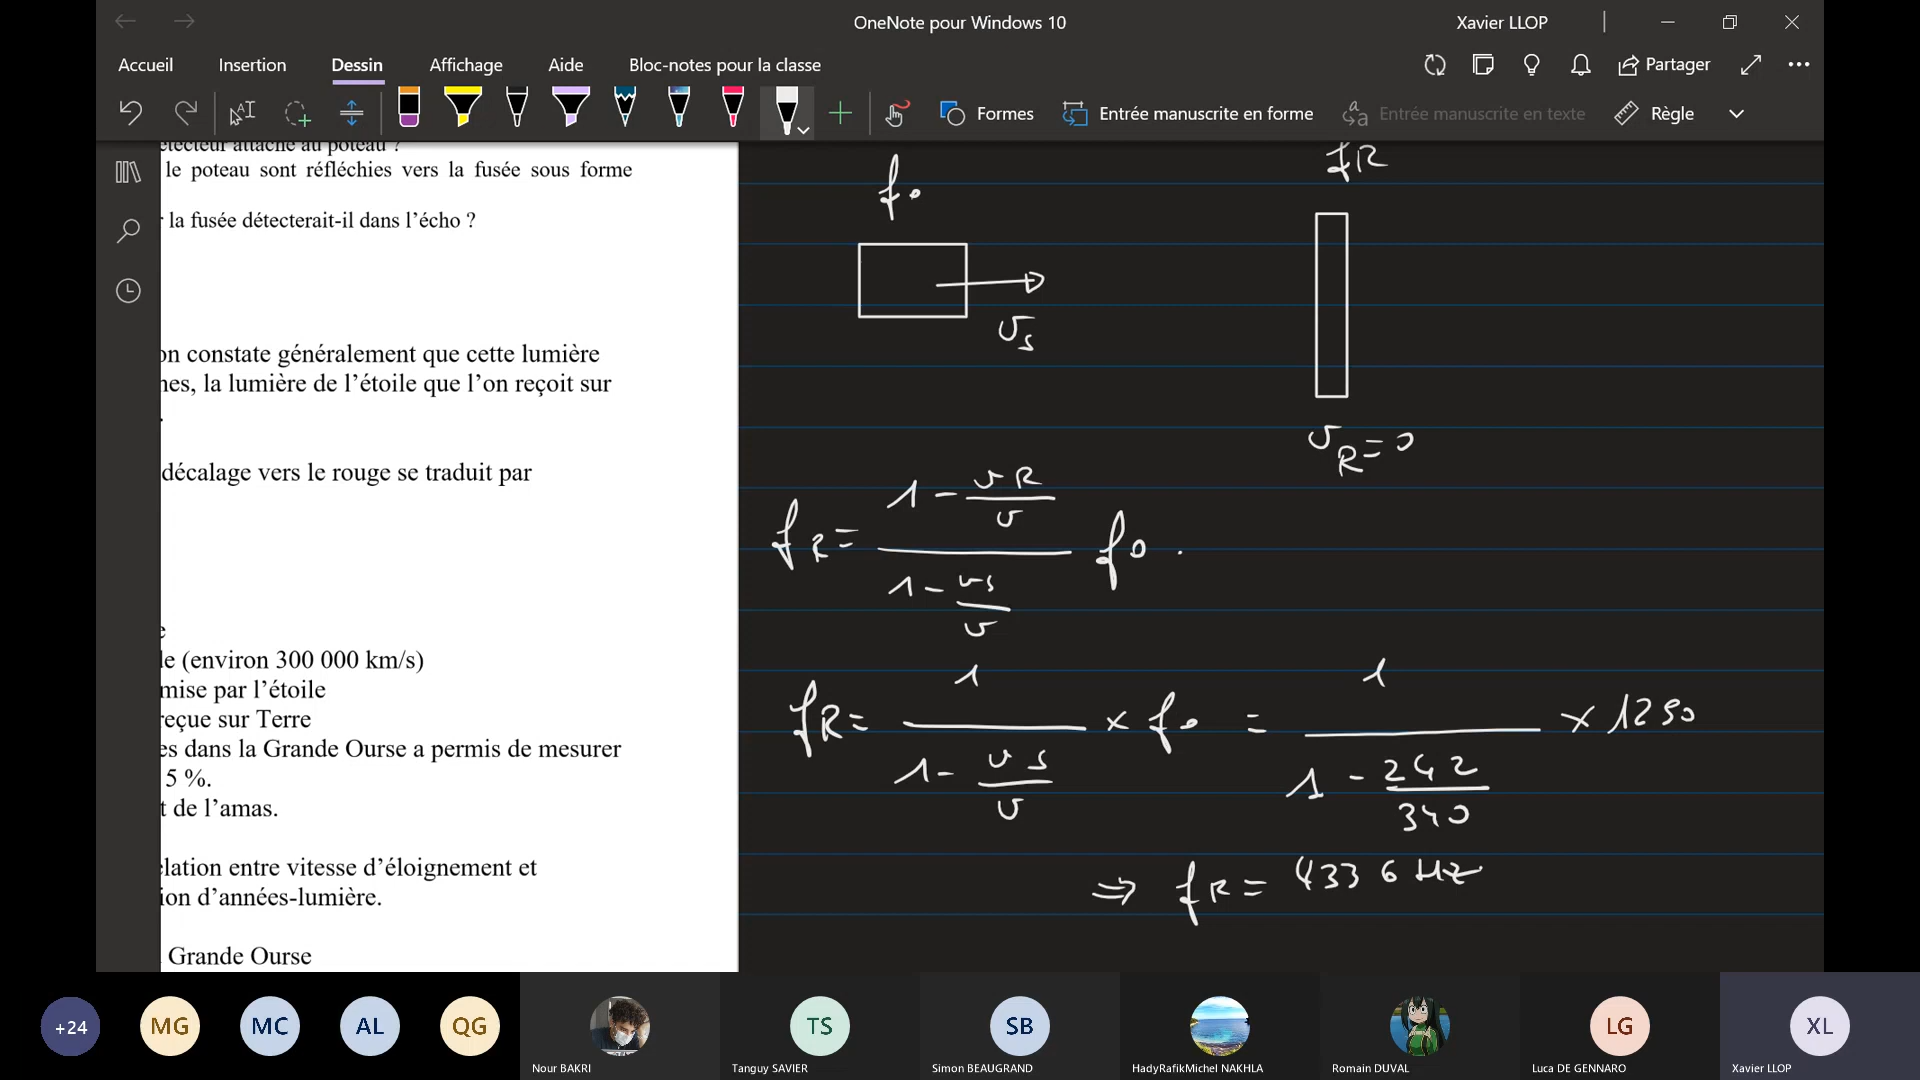 OneNote pour Windows 10
Xavier LLOP
Accueil Insertion Dessin Affichage Aide Bloc-notes pour la classe
Partager
Formes Entrée manuscrite en forme Entrée manuscrite en texte Règle
étecteur attaché au poteau ?
le poteau sont réfléchies vers la fusée sous forme
r la fusée détecterait-il dans l'écho ?
on constate généralement que cette lumière
nes, la lumière de l'étoile que l'on reçoit sur
.
décalage vers le rouge se traduit par
e
le (environ 300 000 km/s)
mise par l'étoile
reçue sur Terre
es dans la Grande Ourse a permis de mesurer
5 %.
t de l'amas.
élation entre vitesse d'éloignement et
ion d'années-lumière.
Grande Ourse
f0
fR
vs
vR = 0
fR = (1 - vR/v) / (1 - vs/v) f0 .
fR = 1 / (1 - vs/v) × f0 = 1 / (1 - 242/340) × 1250
⇒ fR = 4336 Hz
+24 MG MC AL QG TS SB LG XL
Nour BAKRI Tanguy SAVIER Simon BEAUGRAND HadyRafikMichel NAKHLA Romain DUVAL Luca DE GENNARO Xavier LLOP